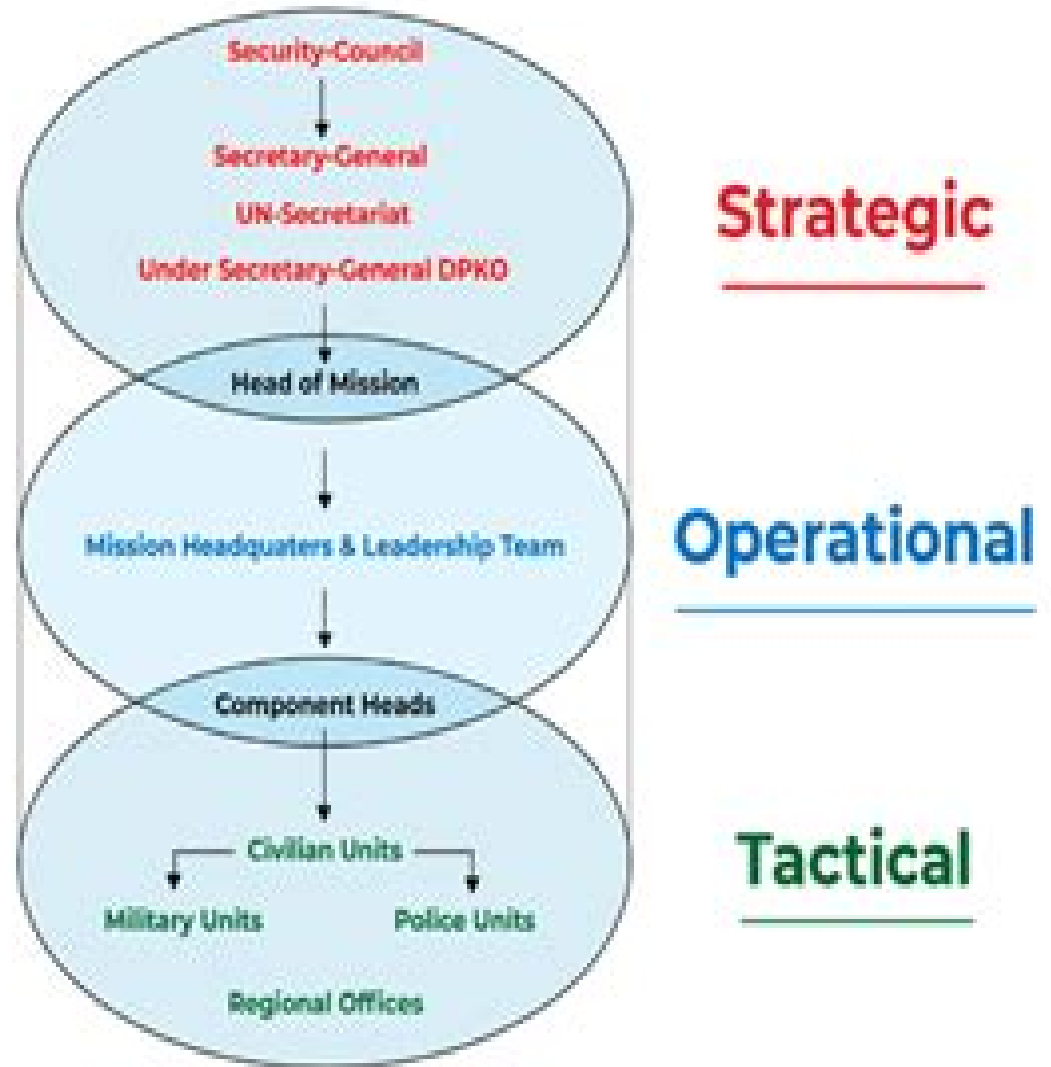 Security-Council
Secretary-General
UN-Secretariat
Under Secretary-General DPKO
Strategic
Head of Mission
Mission Headquaters & Leadership Team
Operational
Component Heads
Civilian Units
Military Units Police Units
Regional Offices
Tactical